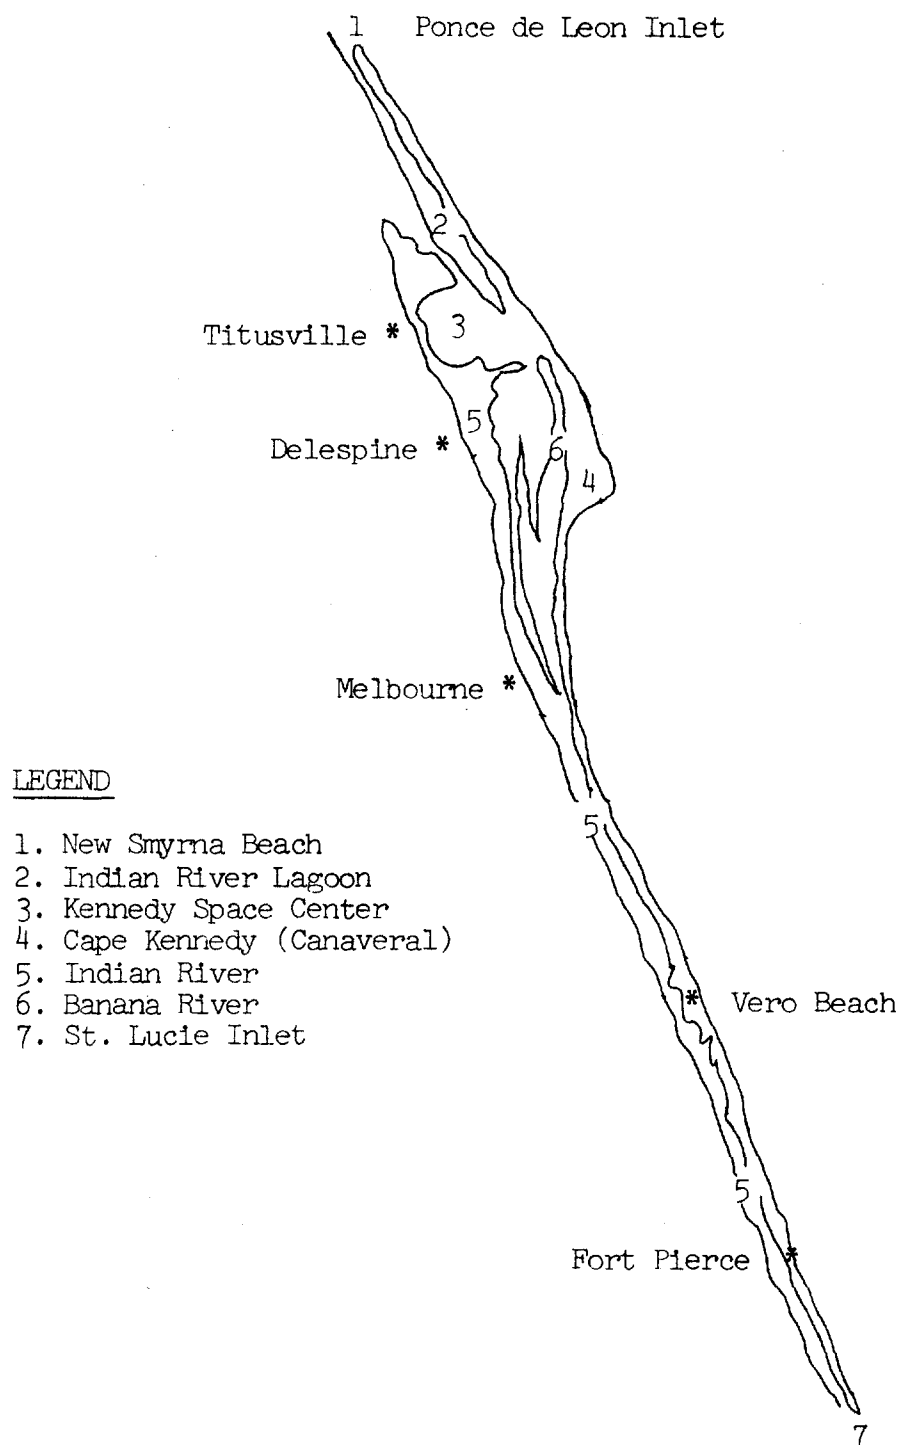 1 Ponce de Leon Inlet
2
Titusville *
3
5
Delespine *
6
4
Melbourne *
LEGEND
5
1. New Smyrna Beach
2. Indian River Lagoon
3. Kennedy Space Center
4. Cape Kennedy (Canaveral)
5. Indian River
6. Banana River
7. St. Lucie Inlet
* Vero Beach
5
Fort Pierce *
7